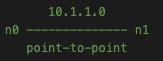 10.1.1.0
n0 -------------- n1
point-to-point